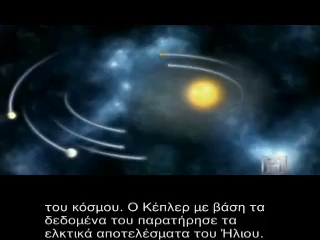 του κόσμου. Ο Κέπλερ με βάση τα
δεδομένα του παρατήρησε τα
ελκτικά αποτελέσματα του Ήλιου.
H